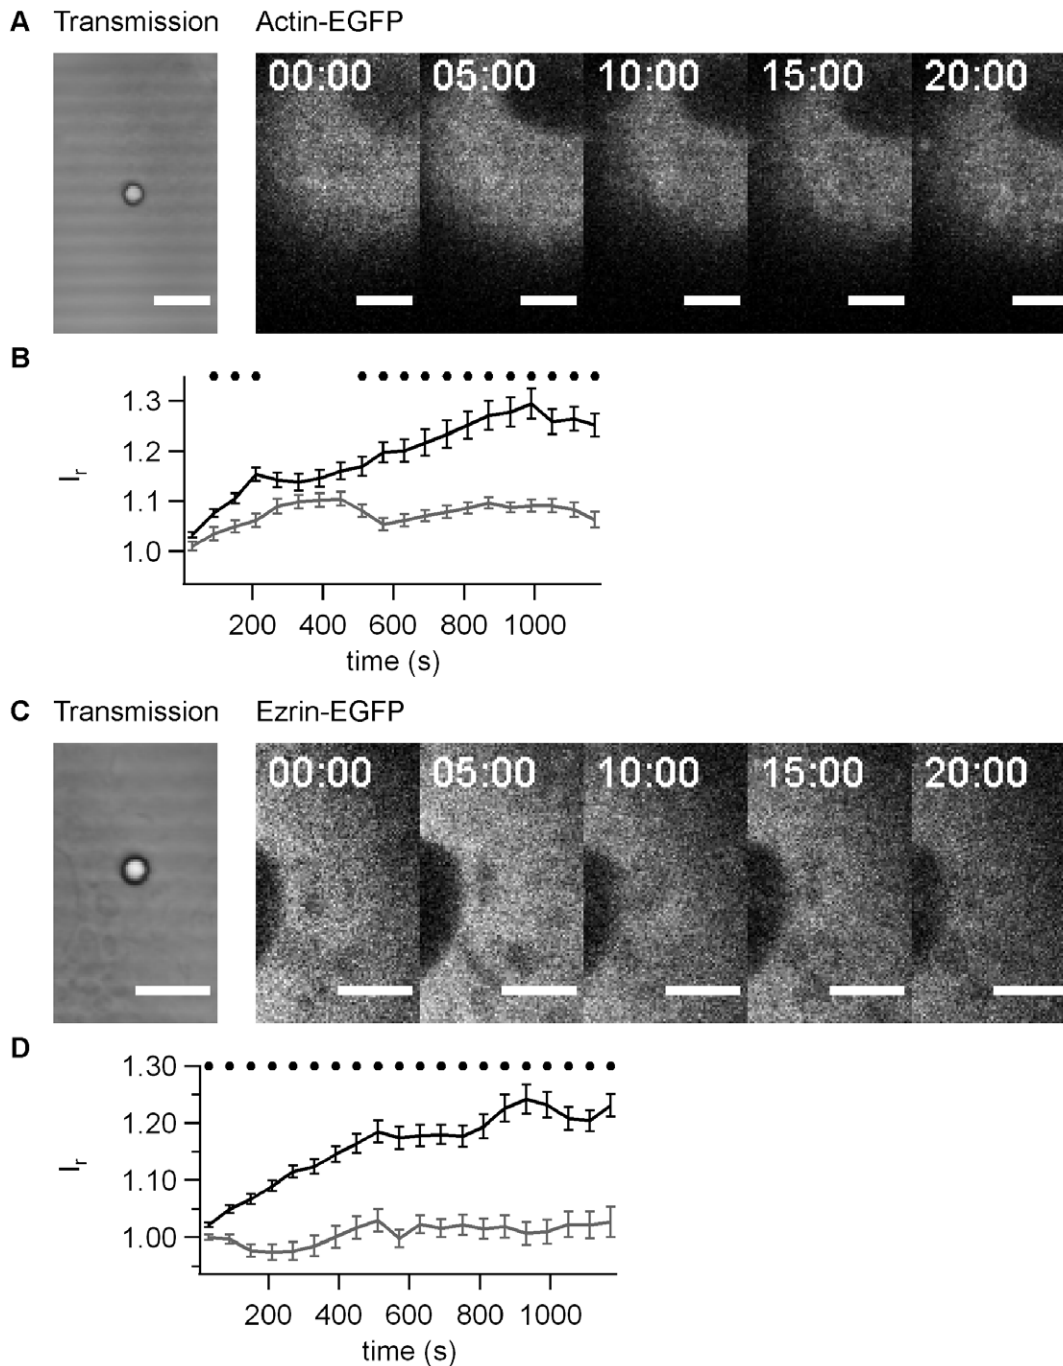 A Transmission Actin-EGFP
00:00 05:00 10:00 15:00 20:00
B
1.3
1.2
1.1
1.0
Ir
200 400 600 800 1000
time (s)
C Transmission Ezrin-EGFP
00:00 05:00 10:00 15:00 20:00
D
1.30
1.20
1.10
1.00
Ir
200 400 600 800 1000
time (s)